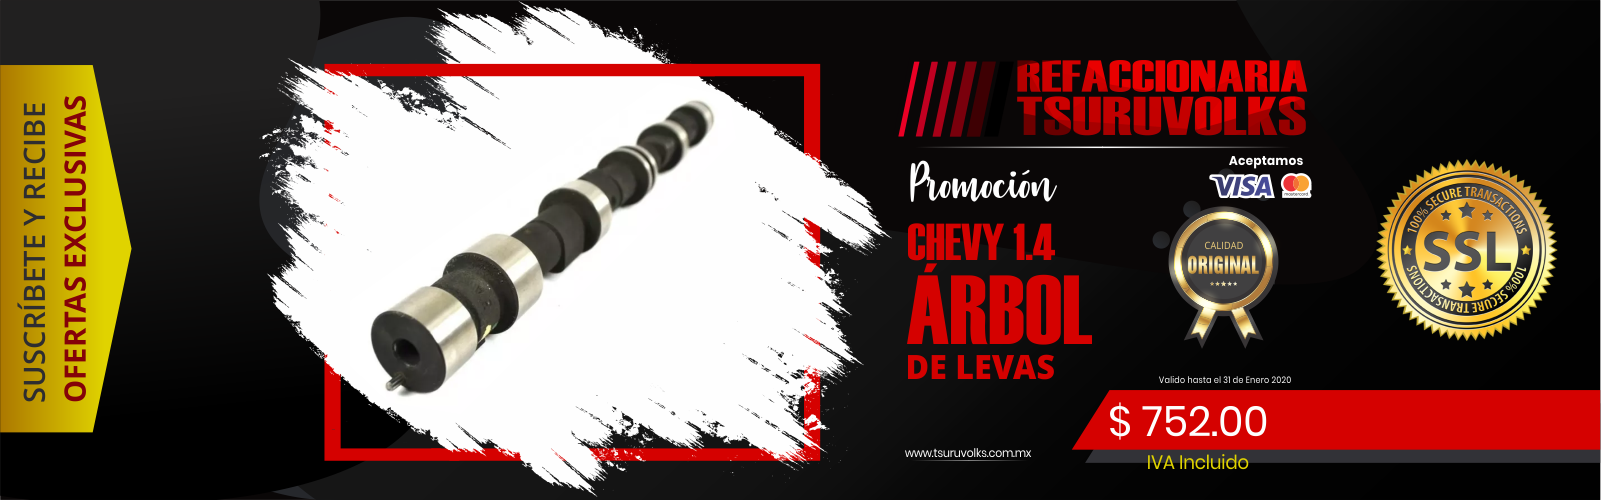 SUSCRÍBETE Y RECIBE
OFERTAS EXCLUSIVAS
REFACCIONARIA
TSURUVOLKS
Promoción
Aceptamos
VISA
mastercard
CHEVY 1.4
ÁRBOL
DE LEVAS
CALIDAD
ORIGINAL
100% SECURE TRANSACTIONS
SSL
100% SECURE TRANSACTIONS
Valido hasta el 31 de Enero 2020
$ 752.00
www.tsuruvolks.com.mx
IVA Incluido